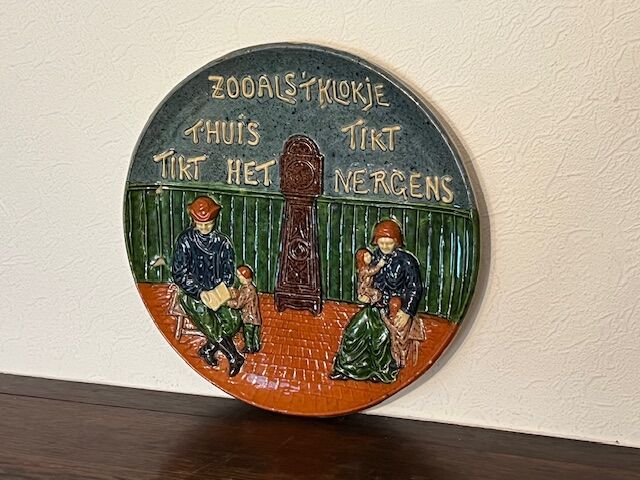 ZOOALS 'T KLOKJE
THUIS TIKT
TIKT HET NERGENS